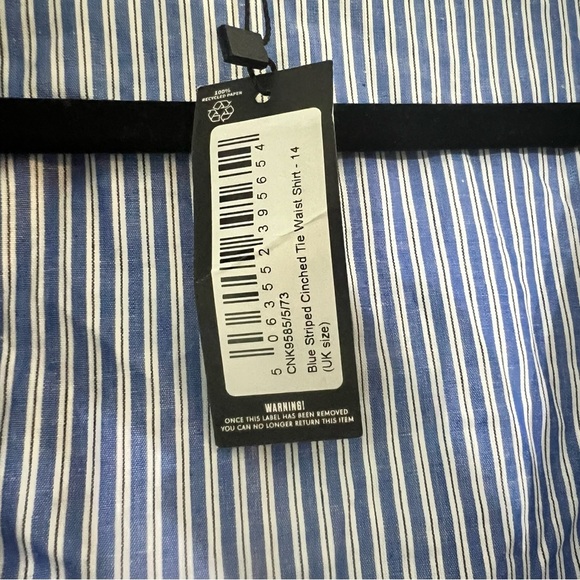 100%
RECYCLED PAPER
5 063552 395654
CNK9585/5/73
Blue Striped Cinched Tie Waist Shirt - 14
(UK size)
WARNING!
ONCE THIS LABEL HAS BEEN REMOVED
YOU CAN NO LONGER RETURN THIS ITEM